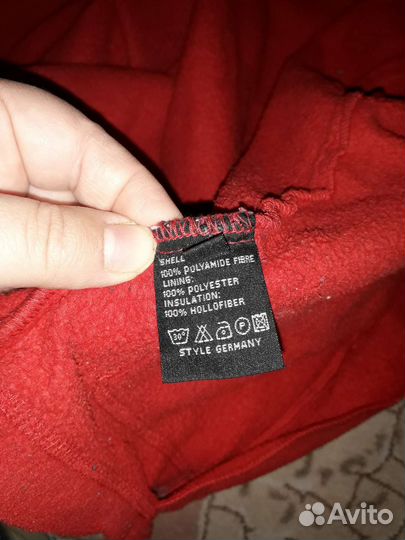 SHELL
100% POLYAMIDE FIBRE
LINING:
100% POLYESTER
INSULATION:
100% HOLLOFIBER
30° P
STYLE GERMANY
Avito